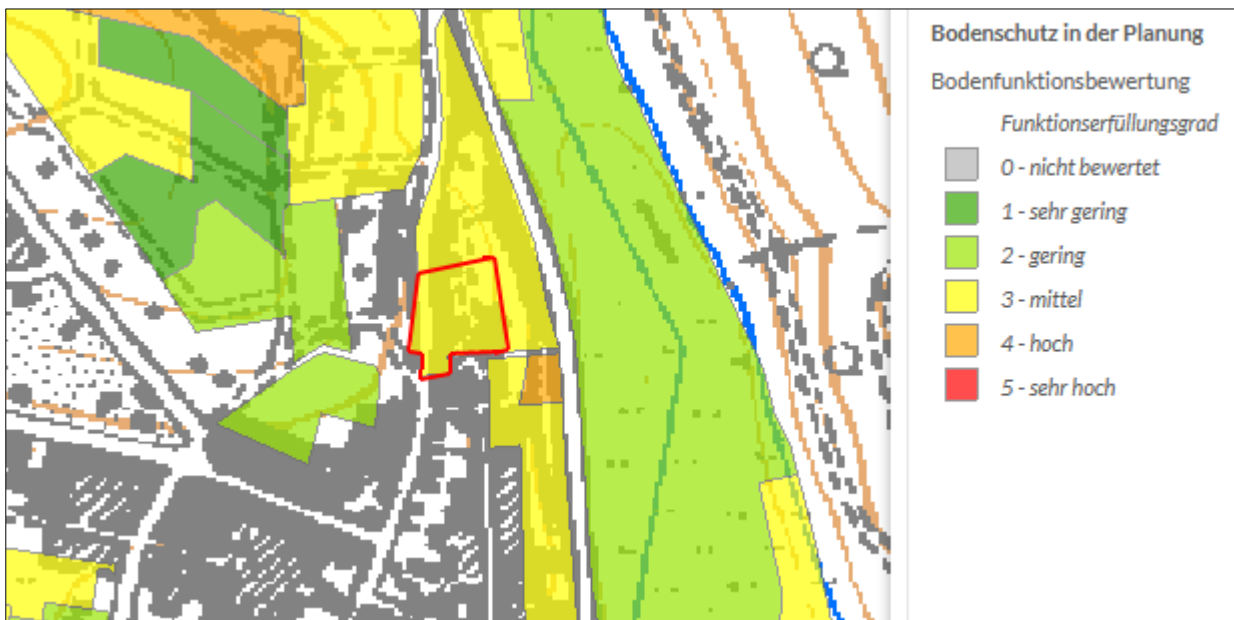 Bodenschutz in der Planung
Bodenfunktionsbewertung
Funktionserfüllungsgrad
0 - nicht bewertet
1 - sehr gering
2 - gering
3 - mittel
4 - hoch
5 - sehr hoch